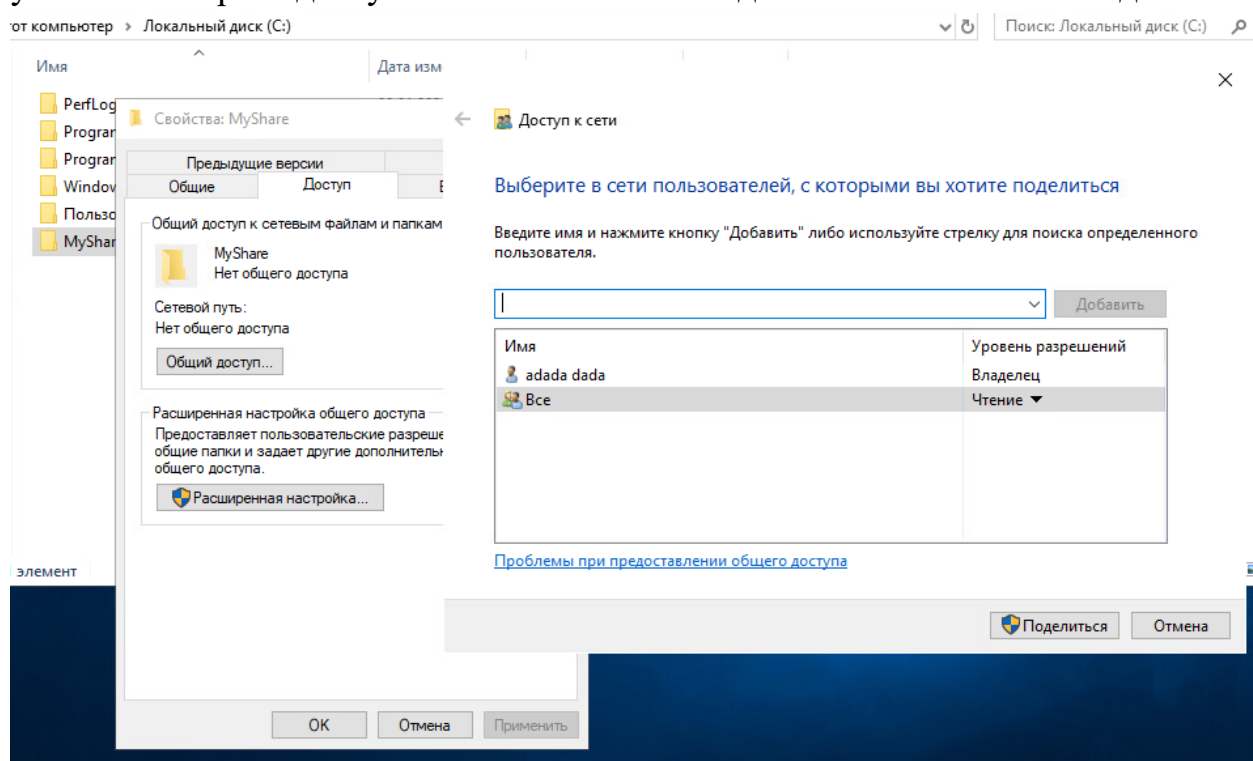 от компьютер › Локальный диск (C:)
Поиск: Локальный диск (C:)
Имя
Дата изм
PerfLog
Prograr
Prograr
Window
Пользо
MyShar
элемент
Свойства: MyShare
Предыдущие версии
Общие
Доступ
Общий доступ к сетевым файлам и папкам
MyShare
Нет общего доступа
Сетевой путь:
Нет общего доступа
Общий доступ...
Расширенная настройка общего доступа
Предоставляет пользовательские разреше
общие папки и задает другие дополнитель
общего доступа.
Расширенная настройка...
OK
Отмена
Применить
Доступ к сети
Выберите в сети пользователей, с которыми вы хотите поделиться
Введите имя и нажмите кнопку "Добавить" либо используйте стрелку для поиска определенного
пользователя.
Добавить
Имя
Уровень разрешений
adada dada
Владелец
Все
Чтение
Проблемы при предоставлении общего доступа
Поделиться
Отмена